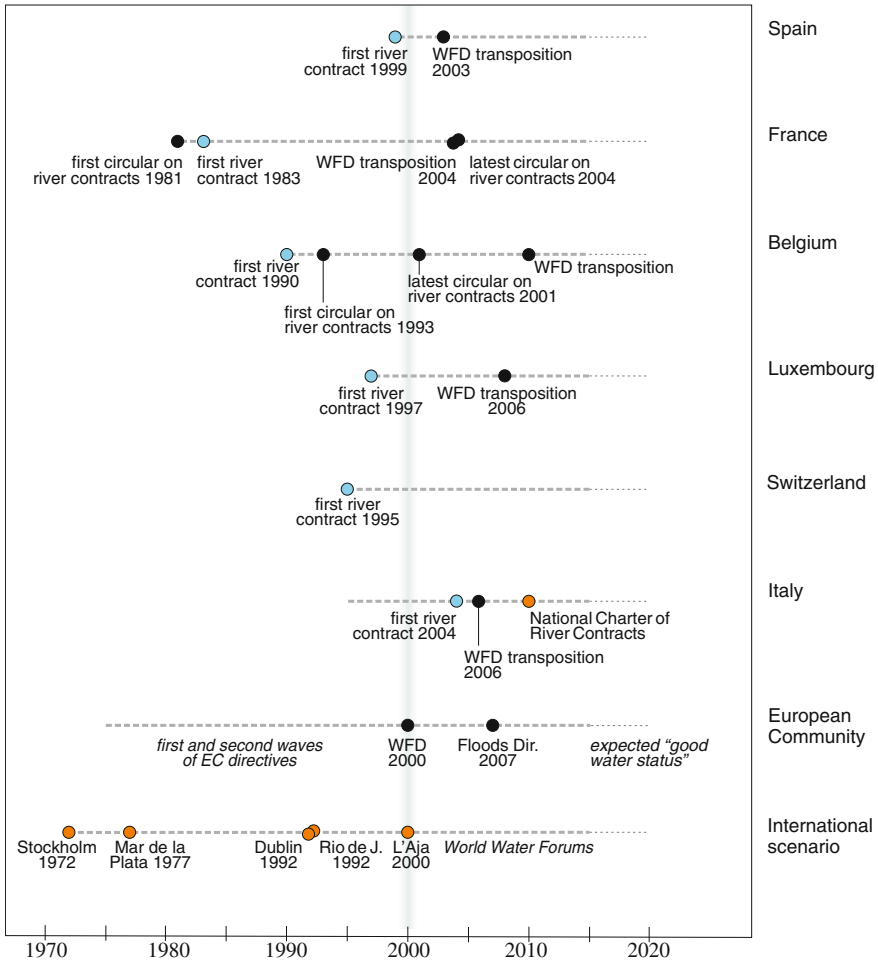 Spain
first river
contract 1999
WFD transposition
2003
France
first circular on
river contracts 1981
first river
contract 1983
WFD transposition
2004
latest circular on
river contracts 2004
Belgium
first river
contract 1990
first circular on
river contracts 1993
latest circular on
river contracts 2001
WFD transposition
Luxembourg
first river
contract 1997
WFD transposition
2006
Switzerland
first river
contract 1995
Italy
first river
contract 2004
WFD transposition
2006
National Charter of
River Contracts
European
Community
first and second waves
of EC directives
WFD
2000
Floods Dir.
2007
expected “good
water status”
International
scenario
Stockholm
1972
Mar de la
Plata 1977
Dublin
1992
Rio de J.
1992
L'Aja
2000
World Water Forums
1970 1980 1990 2000 2010 2020